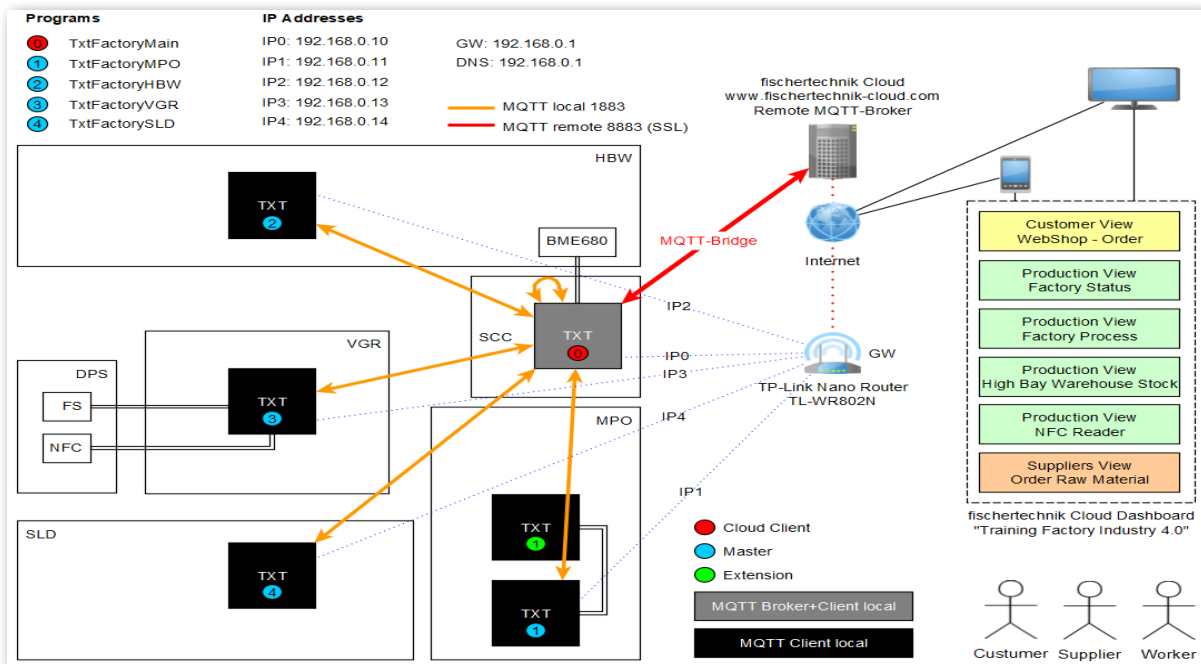 Programs
IP Addresses
0 TxtFactoryMain
IP0: 192.168.0.10
GW: 192.168.0.1
1 TxtFactoryMPO
IP1: 192.168.0.11
DNS: 192.168.0.1
2 TxtFactoryHBW
IP2: 192.168.0.12
3 TxtFactoryVGR
IP3: 192.168.0.13
MQTT local 1883
4 TxtFactorySLD
IP4: 192.168.0.14
MQTT remote 8883 (SSL)
fischertechnik Cloud
www.fischertechnik-cloud.com
Remote MQTT-Broker
HBW
TXT
2
BME680
MQTT-Bridge
Internet
SCC
TXT
0
IP2
IP0
IP3
IP4
IP1
GW
TP-Link Nano Router
TL-WR802N
VGR
TXT
3
DPS
FS
NFC
MPO
TXT
1
TXT
1
SLD
TXT
4
Customer View
WebShop - Order
Production View
Factory Status
Production View
Factory Process
Production View
High Bay Warehouse Stock
Production View
NFC Reader
Suppliers View
Order Raw Material
fischertechnik Cloud Dashboard
"Training Factory Industry 4.0"
Cloud Client
Master
Extension
MQTT Broker+Client local
MQTT Client local
Custumer
Supplier
Worker